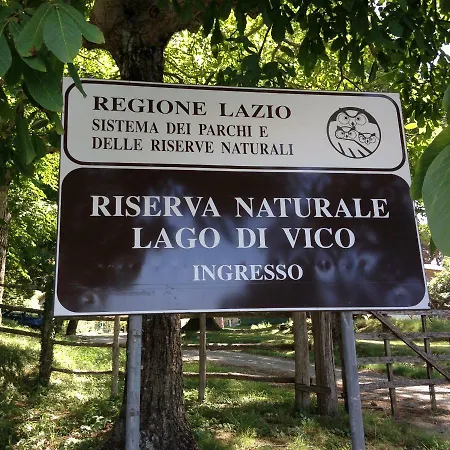 REGIONE LAZIO
SISTEMA DEI PARCHI E
DELLE RISERVE NATURALI
RISERVA NATURALE
LAGO DI VICO
INGRESSO